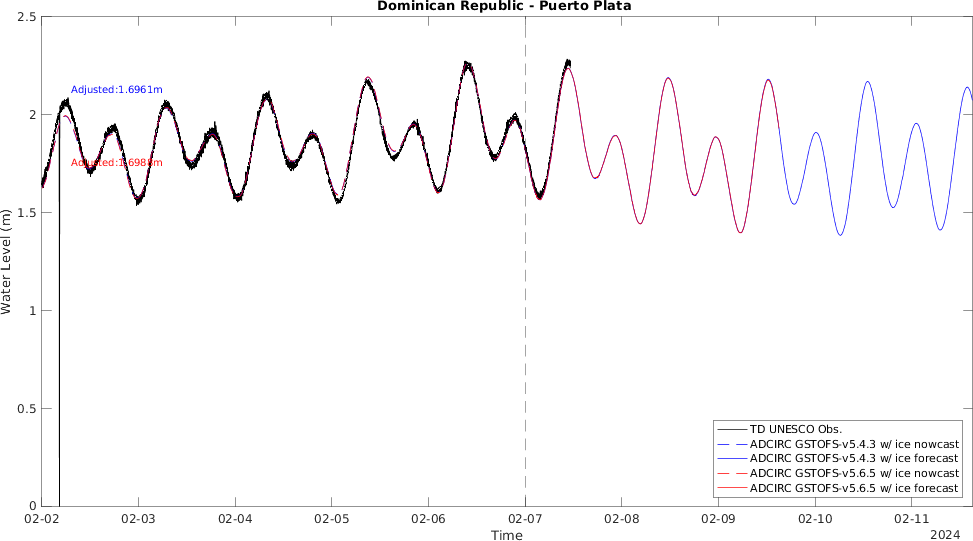 Dominican Republic - Puerto Plata
2.5
2
1.5
1
0.5
0
Water Level (m)
Adjusted:1.6961m
Adjusted:1.6988m
TD UNESCO Obs.
ADCIRC GSTOFS-v5.4.3 w/ ice nowcast
ADCIRC GSTOFS-v5.4.3 w/ ice forecast
ADCIRC GSTOFS-v5.6.5 w/ ice nowcast
ADCIRC GSTOFS-v5.6.5 w/ ice forecast
02-02 02-03 02-04 02-05 02-06 02-07 02-08 02-09 02-10 02-11
Time
2024